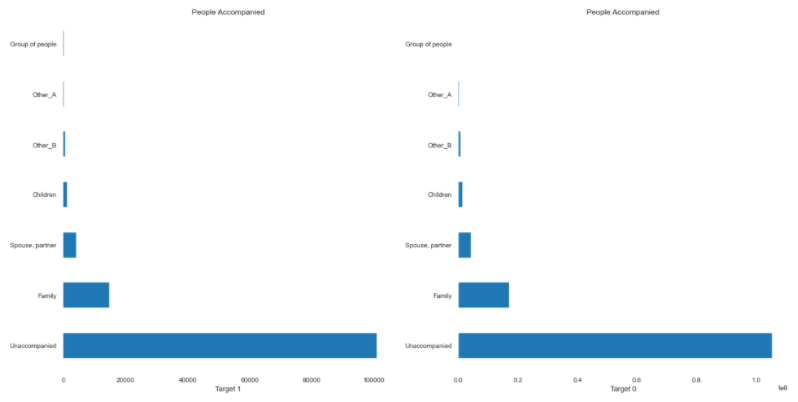 People Accompanied
Group of people
Other_A
Other_B
Children
Spouse, partner
Family
Unaccompanied
0 20000 40000 60000 80000 100000
Target 1
People Accompanied
Group of people
Other_A
Other_B
Children
Spouse, partner
Family
Unaccompanied
0.0 0.2 0.4 0.6 0.8 1.0
1e6
Target 0